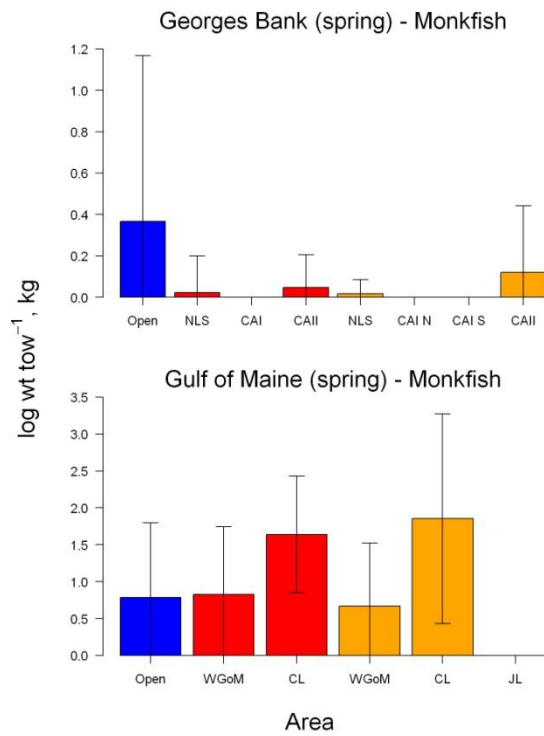 Georges Bank (spring) - Monkfish
1.2
1.0
0.8
0.6
0.4
0.2
0.0
Open NLS CAI CAII NLS CAI N CAI S CAII
log wt tow⁻¹, kg
Gulf of Maine (spring) - Monkfish
3.5
3.0
2.5
2.0
1.5
1.0
0.5
0.0
Open WGoM CL WGoM CL JL
Area